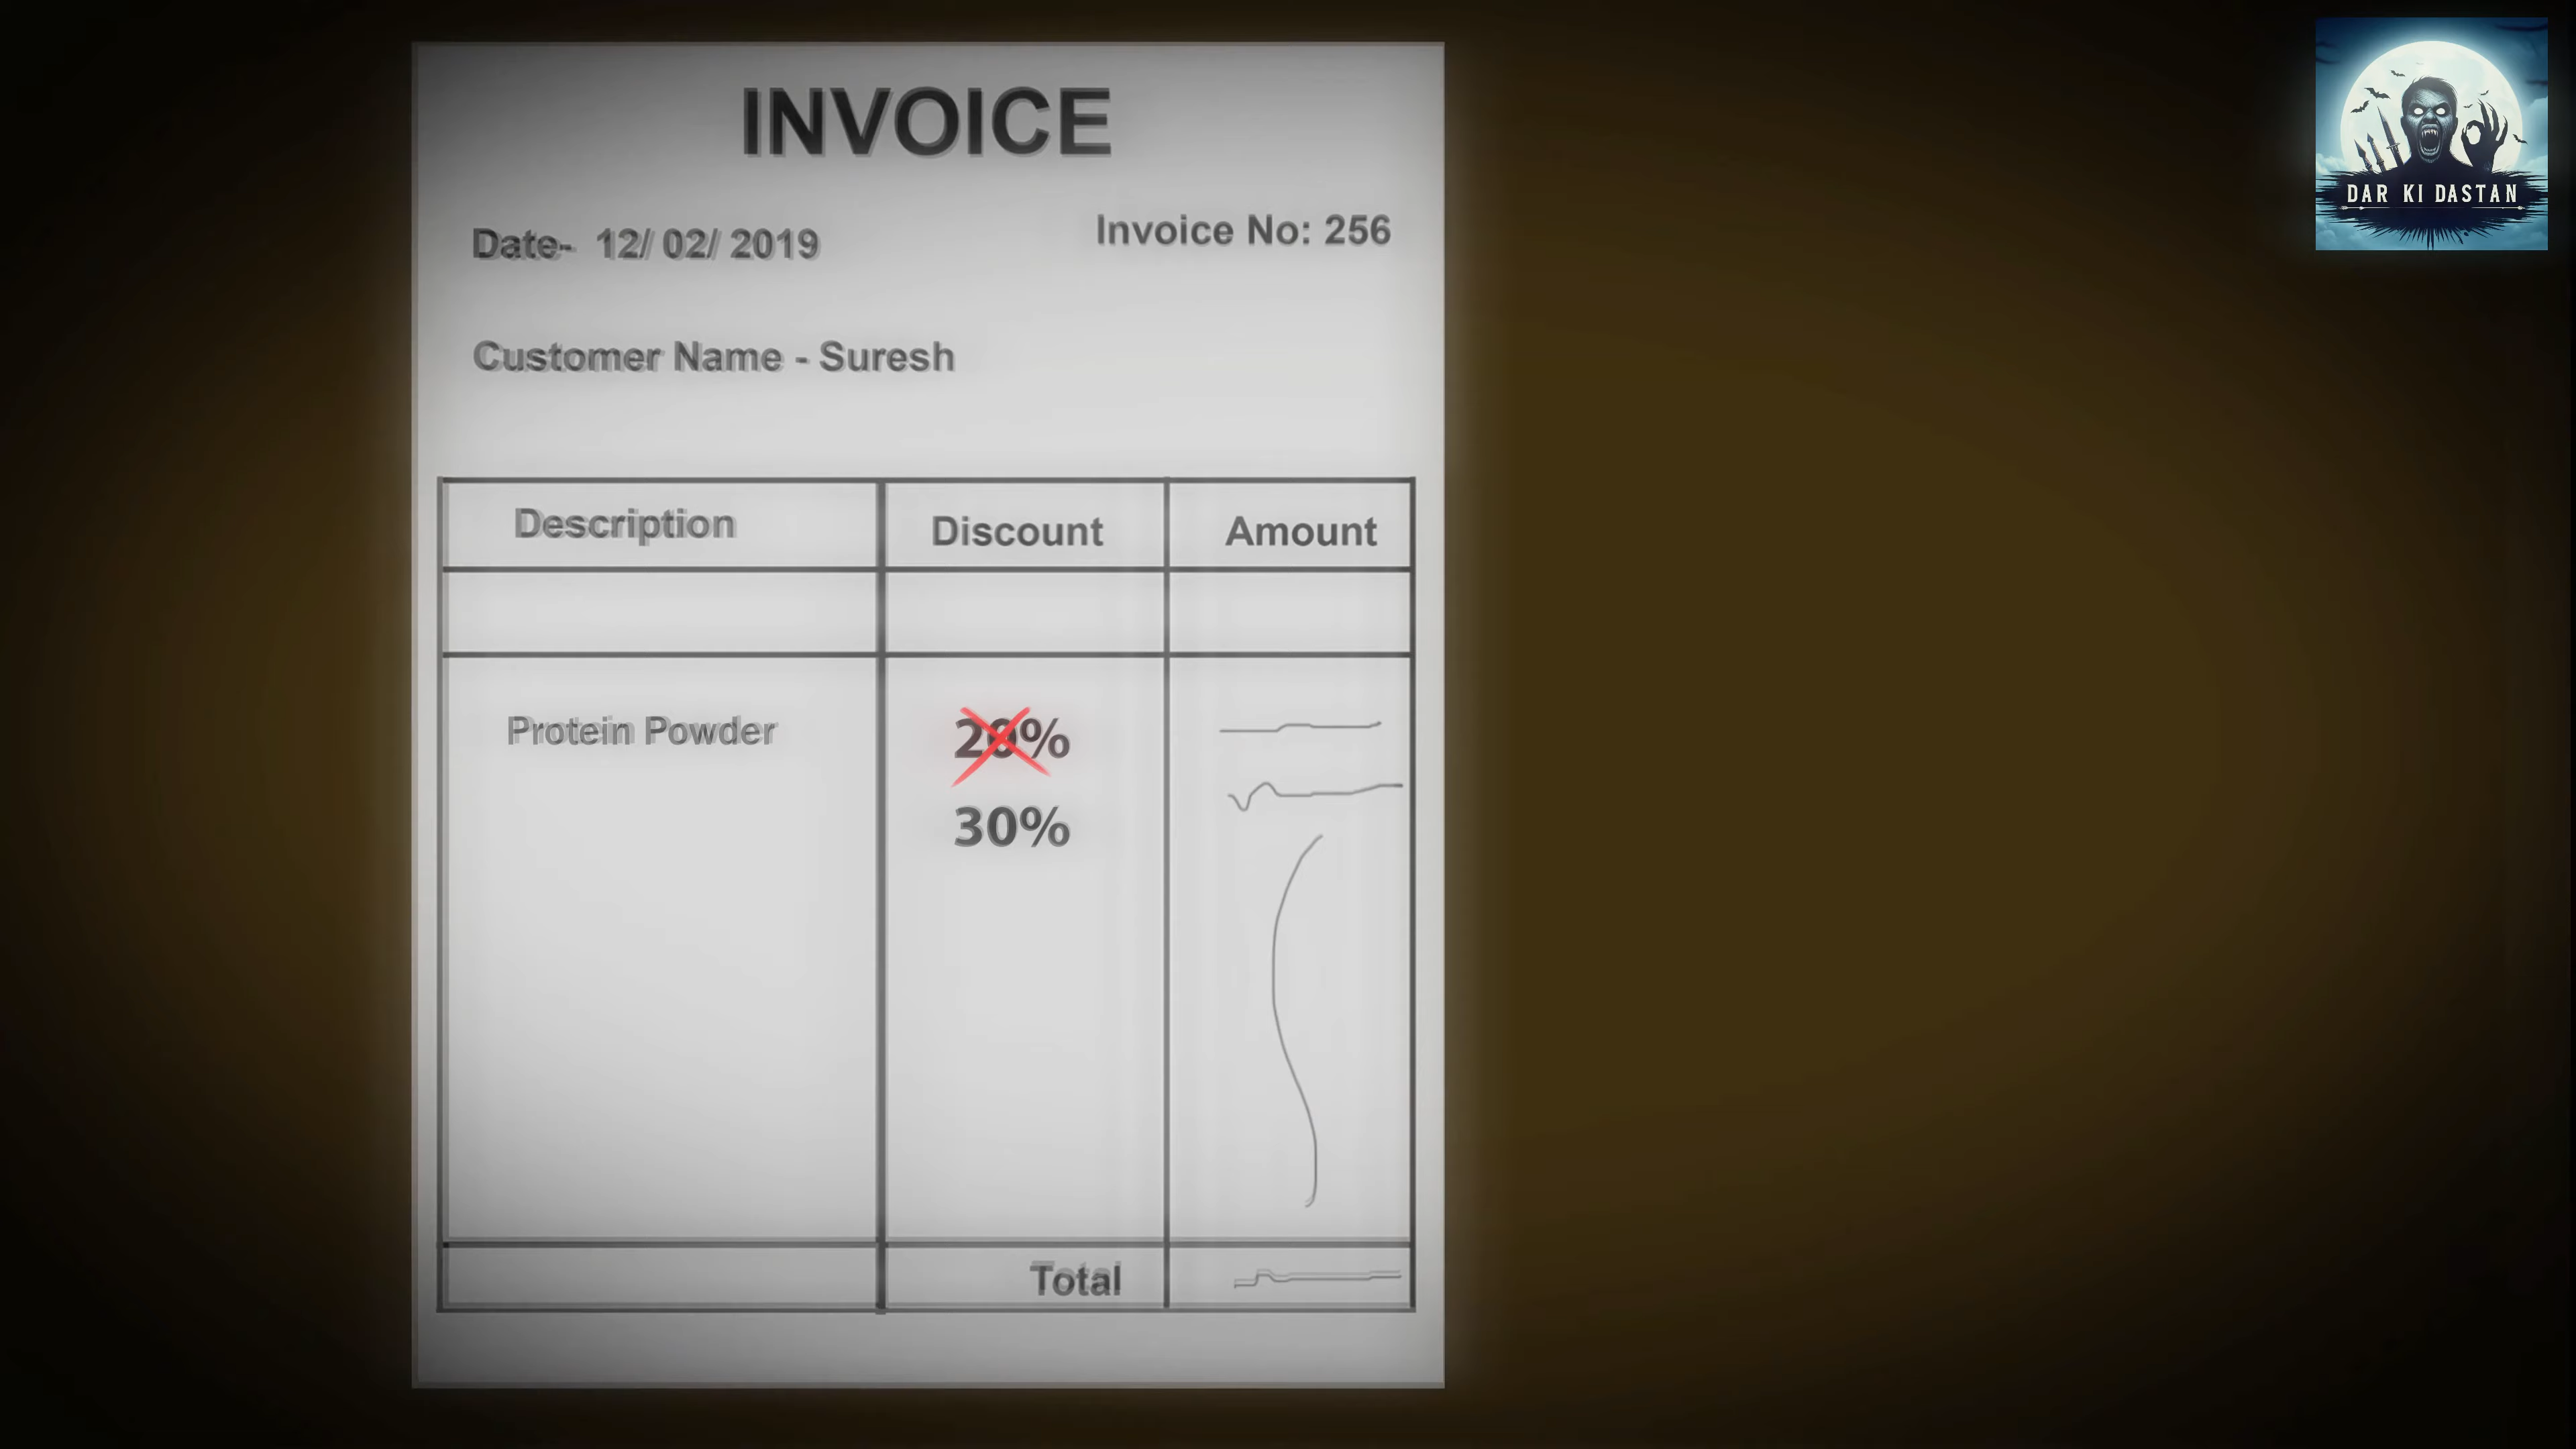 INVOICE
Date- 12/ 02/ 2019
Invoice No: 256
Customer Name - Suresh
Description Discount Amount
Protein Powder 20%
30%
Total
DAR KI DASTAN